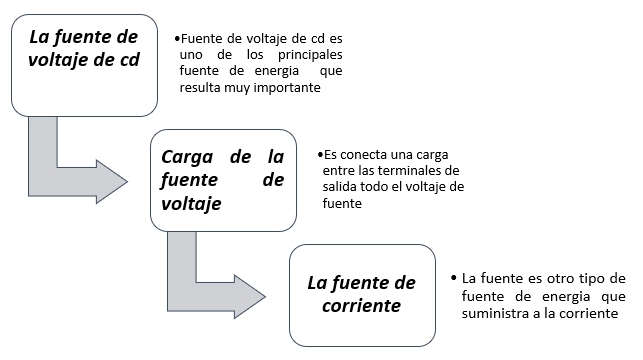 La fuente de
voltaje de cd
•Fuente de voltaje de cd es
uno de los principales
fuente de energia que
resulta muy importante
Carga de la
fuente de
voltaje
•Es conecta una carga
entre las terminales de
salida todo el voltaje de
fuente
La fuente de
corriente
• La fuente es otro tipo de
fuente de energia que
suministra a la corriente